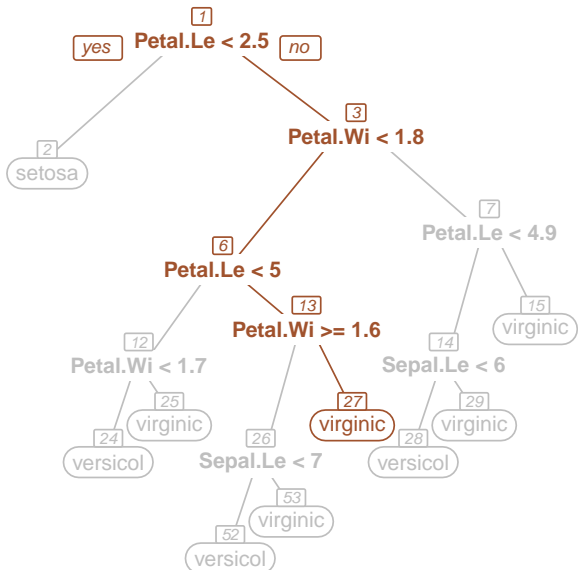 1
yes Petal.Le < 2.5 no
3
Petal.Wi < 1.8
2
setosa
7
Petal.Le < 4.9
6
Petal.Le < 5
13
Petal.Wi >= 1.6
15
virginic
12
Petal.Wi < 1.7
14
Sepal.Le < 6
25
virginic
27
virginic
29
virginic
24
versicol
26
Sepal.Le < 7
28
versicol
53
virginic
52
versicol